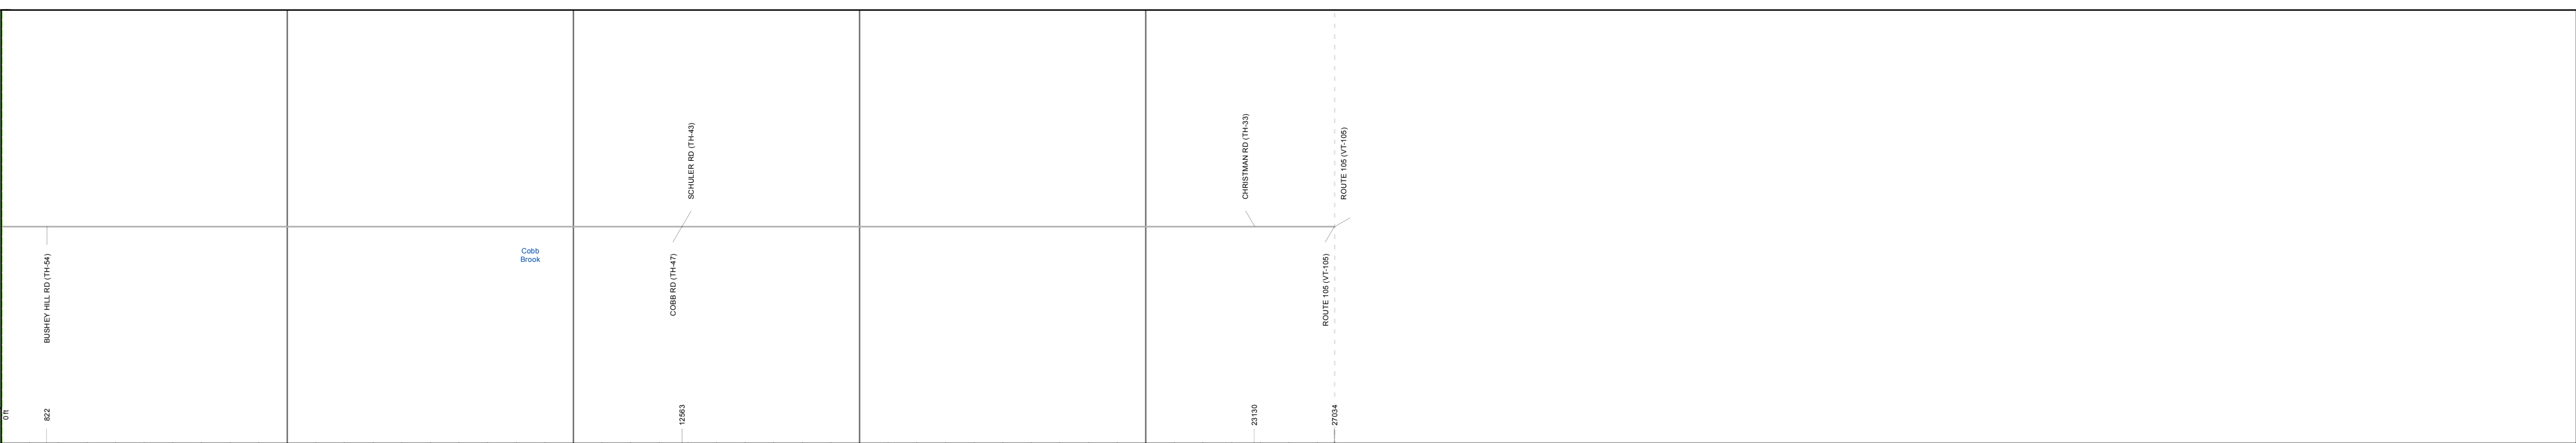 SCHULER RD (TH-43)
CHRISTMAN RD (TH-33)
ROUTE 105 (VT-105)
Cobb
Brook
BUSHEY HILL RD (TH-54)
COBB RD (TH-47)
ROUTE 105 (VT-105)
0 ft
822
12563
23130
27034